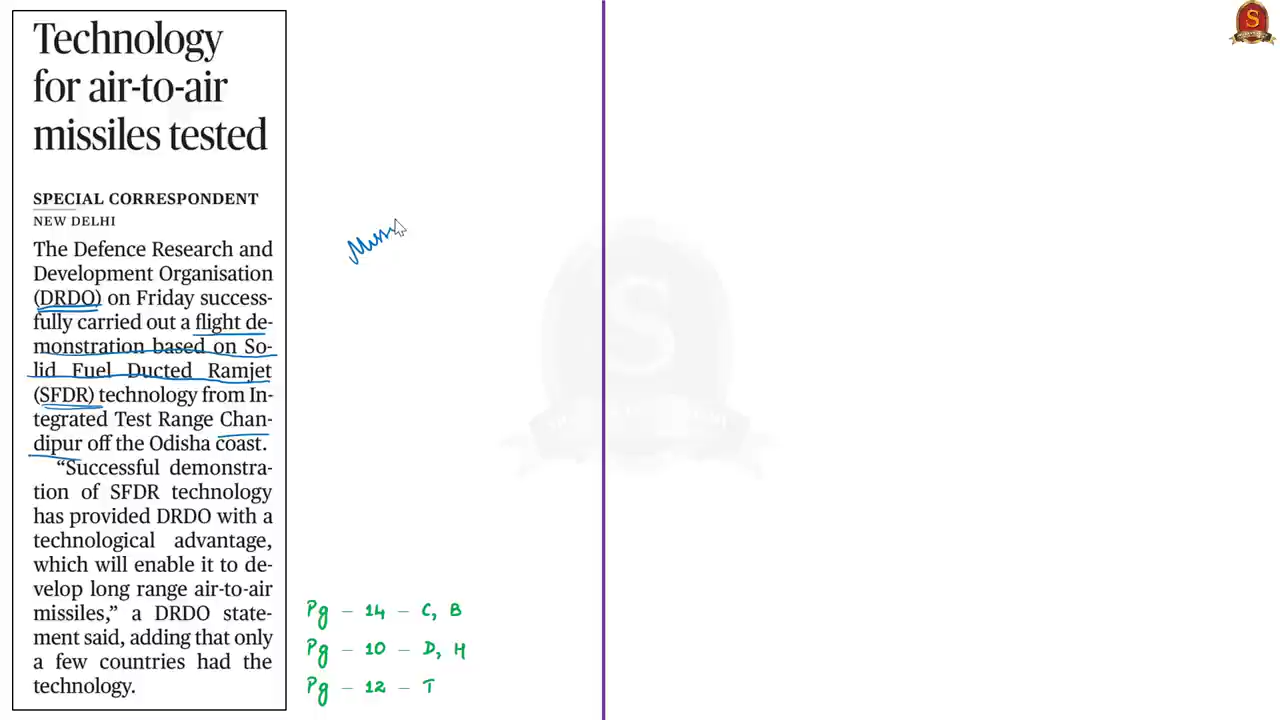 Technology
for air-to-air
missiles tested
SPECIAL CORRESPONDENT
NEW DELHI
The Defence Research and
Development Organisation
(DRDO) on Friday success-
fully carried out a flight de-
monstration based on So-
lid Fuel Ducted Ramjet
(SFDR) technology from In-
tegrated Test Range Chan-
dipur off the Odisha coast.
“Successful demonstra-
tion of SFDR technology
has provided DRDO with a
technological advantage,
which will enable it to de-
velop long range air-to-air
missiles,” a DRDO state-
ment said, adding that only
a few countries had the
technology.
Pg - 14 - C, B
Pg - 10 - D, H
Pg - 12 - T
S